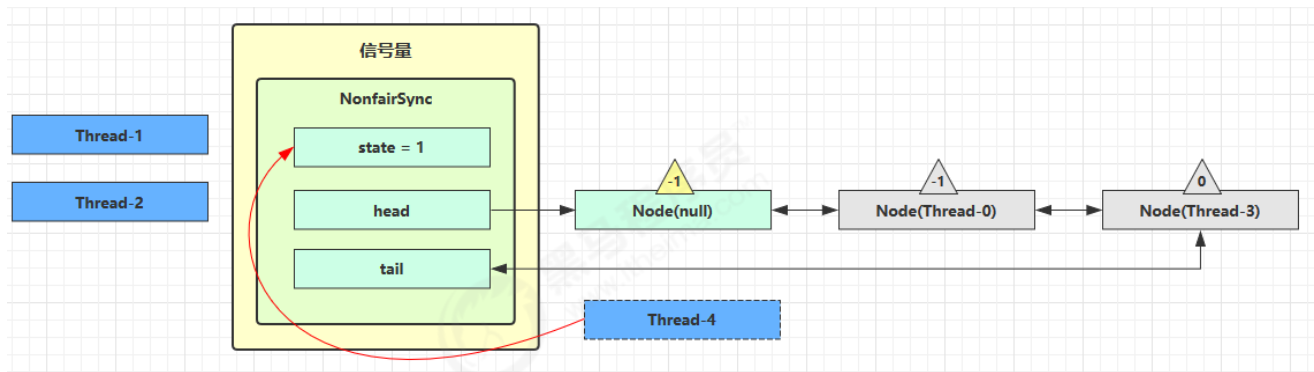 信号量
NonfairSync
Thread-1
state = 1
Thread-2
head
tail
-1
Node(null)
-1
Node(Thread-0)
0
Node(Thread-3)
Thread-4